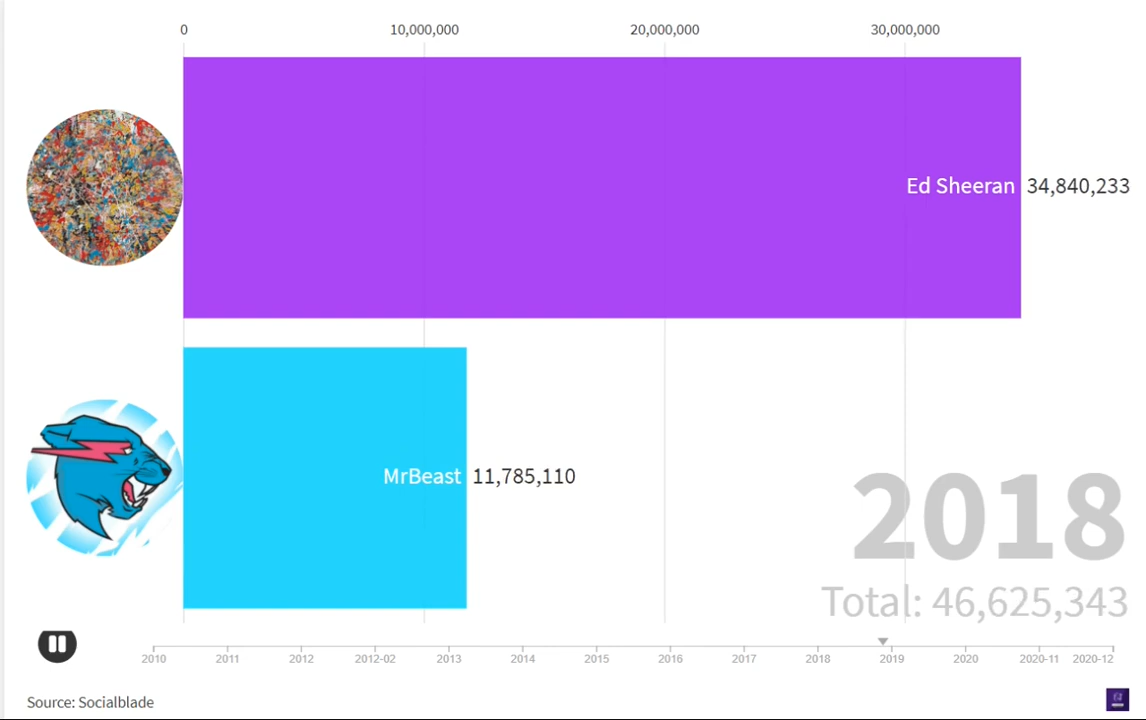 0 10,000,000 20,000,000 30,000,000
Ed Sheeran 34,840,233
MrBeast 11,785,110
2018
Total: 46,625,343
2010 2011 2012 2012-02 2013 2014 2015 2016 2017 2018 2019 2020 2020-11 2020-12
Source: Socialblade